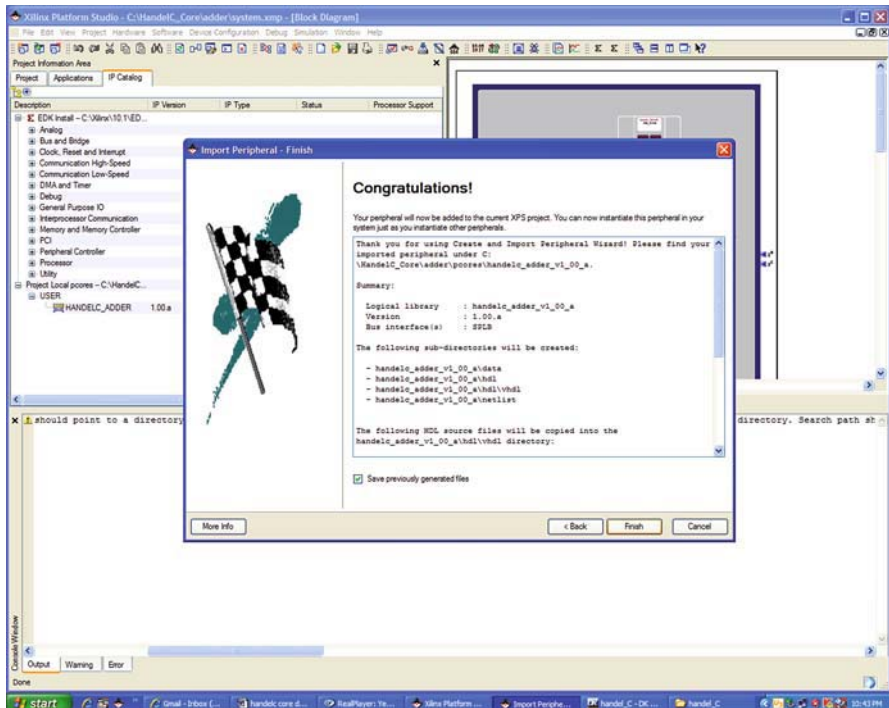 Xilinx Platform Studio - C:\HandelC_Core\adder\system.xmp - [Block Diagram]
File Edit View Project Hardware Software Device Configuration Debug Simulation Window Help
Project Information Area
Project Applications IP Catalog
Description IP Version IP Type Status Processor Support
EDK Install - C:\Xilinx\10.1\ED...
Analog
Bus and Bridge
Clock, Reset and Interrupt
Communication High-Speed
Communication Low-Speed
DMA and Timer
Debug
General Purpose IO
Interprocessor Communication
Memory and Memory Controller
PCI
Peripheral Controller
Processor
Utility
Project Local pcores - C:\HandelC...
USER
HANDELC_ADDER 1.00.a
Import Peripheral - Finish
Congratulations!
Your peripheral will now be added to the current XPS project. You can now instantiate this peripheral in your
system just as you instantiate other peripherals.
Thank you for using Create and Import Peripheral Wizard! Please find your
imported peripheral under C:
\HandelC_Core\adder\pcores\handelc_adder_v1_00_a.
Summary:
Logical library : handelc_adder_v1_00_a
Version : 1.00.a
Bus interface(s) : SPLB
The following sub-directories will be created:
- handelc_adder_v1_00_a\data
- handelc_adder_v1_00_a\hdl
- handelc_adder_v1_00_a\hdl\vhdl
- handelc_adder_v1_00_a\netlist
The following HDL source files will be copied into the
handelc_adder_v1_00_a\hdl\vhdl directory:
Save previously generated files
More Info < Back Finish Cancel
should point to a directory directory. Search path sh
Console Window
Output Warning Error
Done
start Gmail - Inbox (... handelc core d... RealPlayer: Ye... Xilinx Platform ... Import Periphe... handel_C - DK ... handel_C 10:43 PM